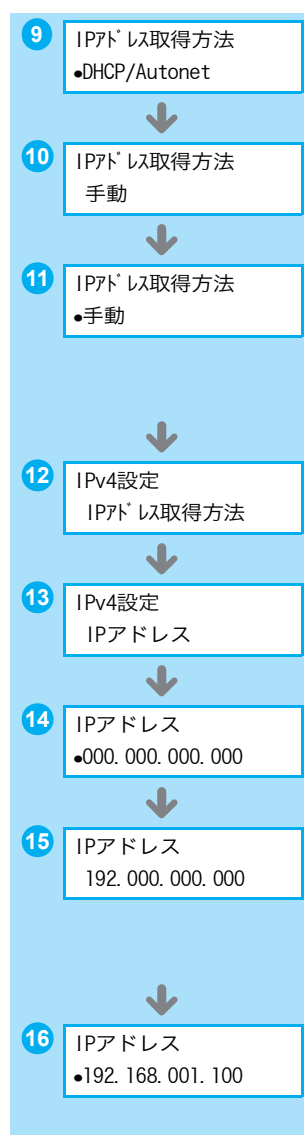 9
IPｱﾄﾞﾚｽ取得方法
●DHCP/Autonet
10
IPｱﾄﾞﾚｽ取得方法
手動
11
IPｱﾄﾞﾚｽ取得方法
●手動
12
IPv4設定
IPｱﾄﾞﾚｽ取得方法
13
IPv4設定
IPアドレス
14
IPアドレス
●000. 000. 000. 000
15
IPアドレス
192. 000. 000. 000
16
IPアドレス
●192. 168. 001. 100